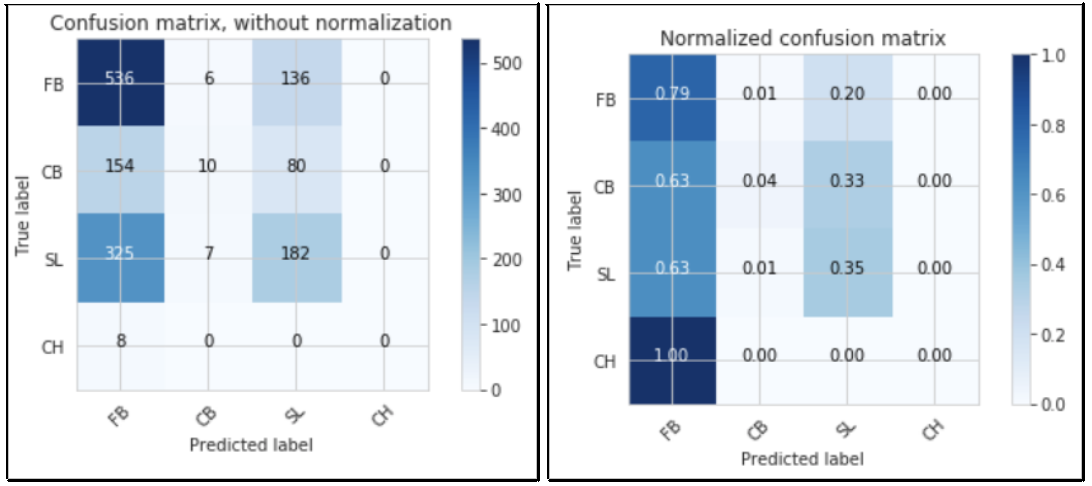 Confusion matrix, without normalization
FB 536 6 136 0
CB 154 10 80 0
SL 325 7 182 0
CH 8 0 0 0
FB CB SL CH
Predicted label
True label
500
400
300
200
100
0
Normalized confusion matrix
FB 0.79 0.01 0.20 0.00
CB 0.63 0.04 0.33 0.00
SL 0.63 0.01 0.35 0.00
CH 1.00 0.00 0.00 0.00
FB CB SL CH
Predicted label
True label
1.0
0.8
0.6
0.4
0.2
0.0